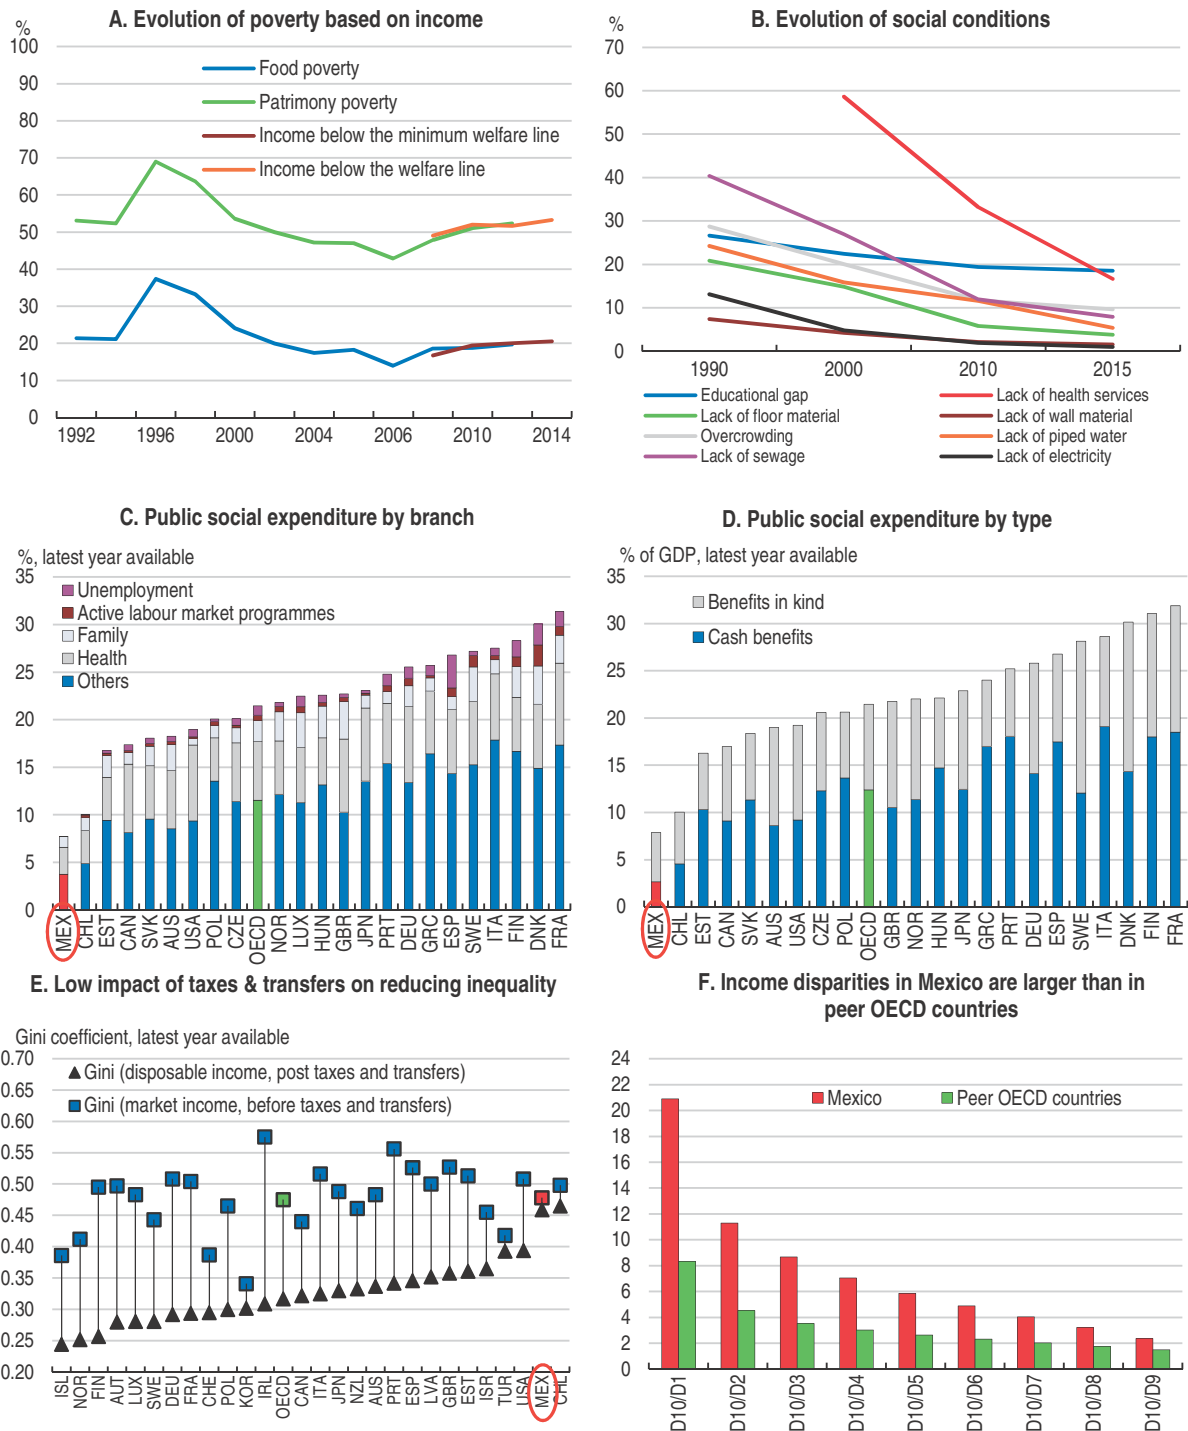 A. Evolution of poverty based on income
%
100
90
80
70
60
50
40
30
20
10
0
Food poverty
Patrimony poverty
Income below the minimum welfare line
Income below the welfare line
1992 1996 2000 2004 2006 2010 2014
B. Evolution of social conditions
%
70
60
50
40
30
20
10
0
1990 2000 2010 2015
Educational gap Lack of health services
Lack of floor material Lack of wall material
Overcrowding Lack of piped water
Lack of sewage Lack of electricity
C. Public social expenditure by branch
%, latest year available
35
30
25
20
15
10
5
0
Unemployment
Active labour market programmes
Family
Health
Others
MEX CHL EST CAN SVK AUS USA POL CZE OECD NOR LUX HUN GBR JPN PRT DEU GRC ESP SWE ITA FIN DNK FRA
D. Public social expenditure by type
% of GDP, latest year available
35
30
25
20
15
10
5
0
Benefits in kind
Cash benefits
MEX CHL EST CAN SVK AUS USA CZE POL OECD GBR NOR HUN JPN GRC PRT DEU ESP SWE ITA DNK FIN FRA
E. Low impact of taxes & transfers on reducing inequality
Gini coefficient, latest year available
0.70
0.65
0.60
0.55
0.50
0.45
0.40
0.35
0.30
0.25
0.20
Gini (disposable income, post taxes and transfers)
Gini (market income, before taxes and transfers)
ISL NOR FIN AUT LUX SWE DEU FRA CHE POL KOR IRL OECD CAN ITA JPN NZL AUS PRT ESP LVA GBR EST ISR TUR USA MEX CHL
F. Income disparities in Mexico are larger than in
peer OECD countries
24
22
20
18
16
14
12
10
8
6
4
2
0
Mexico Peer OECD countries
D10/D1 D10/D2 D10/D3 D10/D4 D10/D5 D10/D6 D10/D7 D10/D8 D10/D9